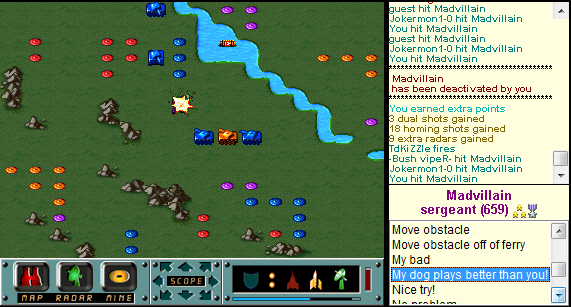 guest hit Madvillain
Jokermon1-0 hit Madvillain
You hit Madvillain
guest hit Madvillain
Jokermon1-0 hit Madvillain
You hit Madvillain
Madvillain
has been deactivated by you
You earned extra points
3 dual shots gained
18 homing shots gained
9 extra radars gained
TdKiZZle fires
-Bush vipeR- hit Madvillain
Jokermon1-0 hit Madvillain
You hit Madvillain
Madvillain
sergeant (659)
Move obstacle
Move obstacle off of ferry
My bad
My dog plays better than you!
Nice try!
No problem
MAP RADAR MINE
SCOPE